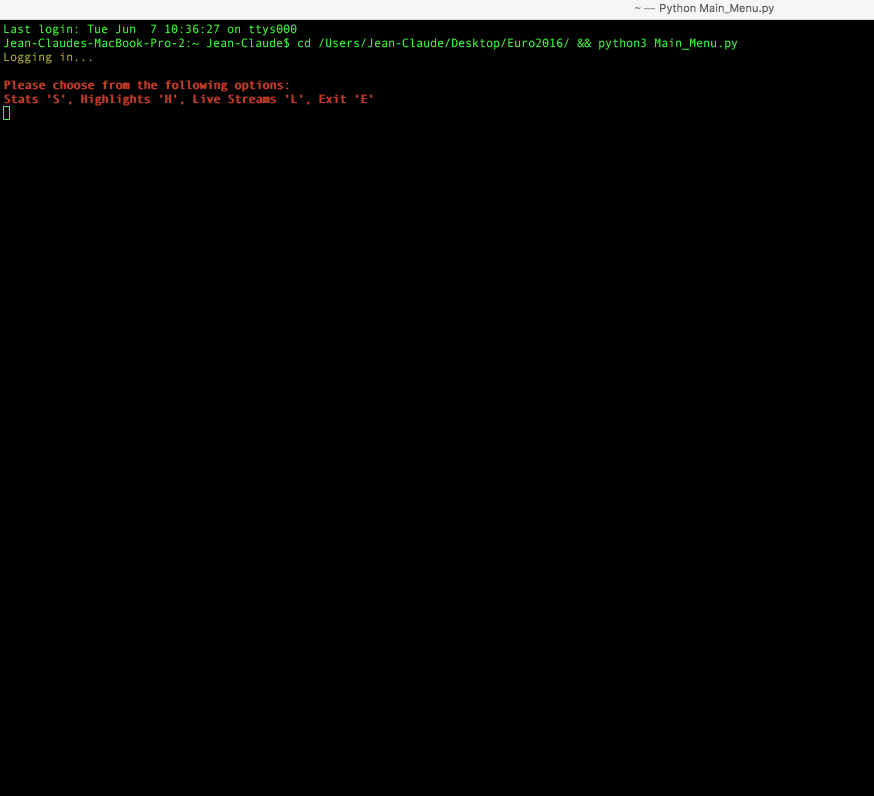 ~ — Python Main_Menu.py
Last login: Tue Jun  7 10:36:27 on ttys000
Jean-Claudes-MacBook-Pro-2:~ Jean-Claude$ cd /Users/Jean-Claude/Desktop/Euro2016/ && python3 Main_Menu.py
Logging in...
Please choose from the following options:
Stats 'S', Highlights 'H', Live Streams 'L', Exit 'E'